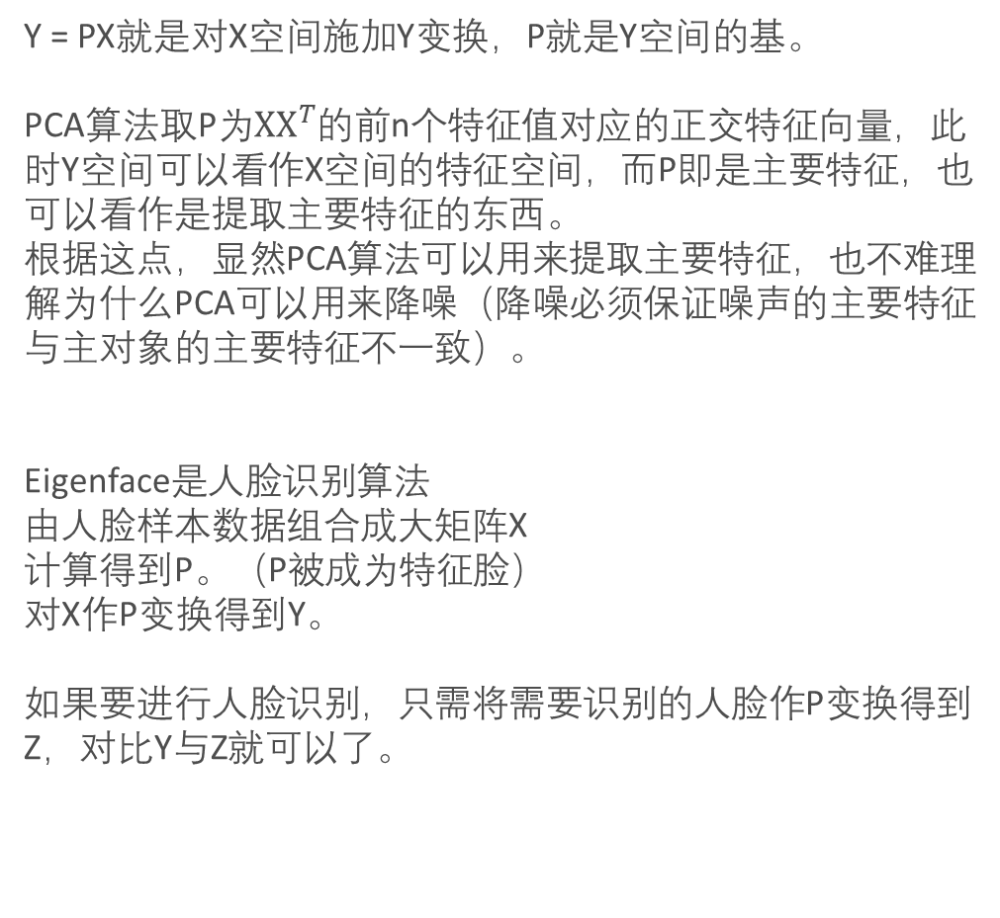 Y = PX就是对X空间施加Y变换，P就是Y空间的基。
PCA算法取P为XX^T的前n个特征值对应的正交特征向量，此
时Y空间可以看作X空间的特征空间，而P即是主要特征，也
可以看作是提取主要特征的东西。
根据这点，显然PCA算法可以用来提取主要特征，也不难理
解为什么PCA可以用来降噪（降噪必须保证噪声的主要特征
与主对象的主要特征不一致）。
Eigenface是人脸识别算法
由人脸样本数据组合成大矩阵X
计算得到P。（P被成为特征脸）
对X作P变换得到Y。
如果要进行人脸识别，只需将需要识别的人脸作P变换得到
Z，对比Y与Z就可以了。